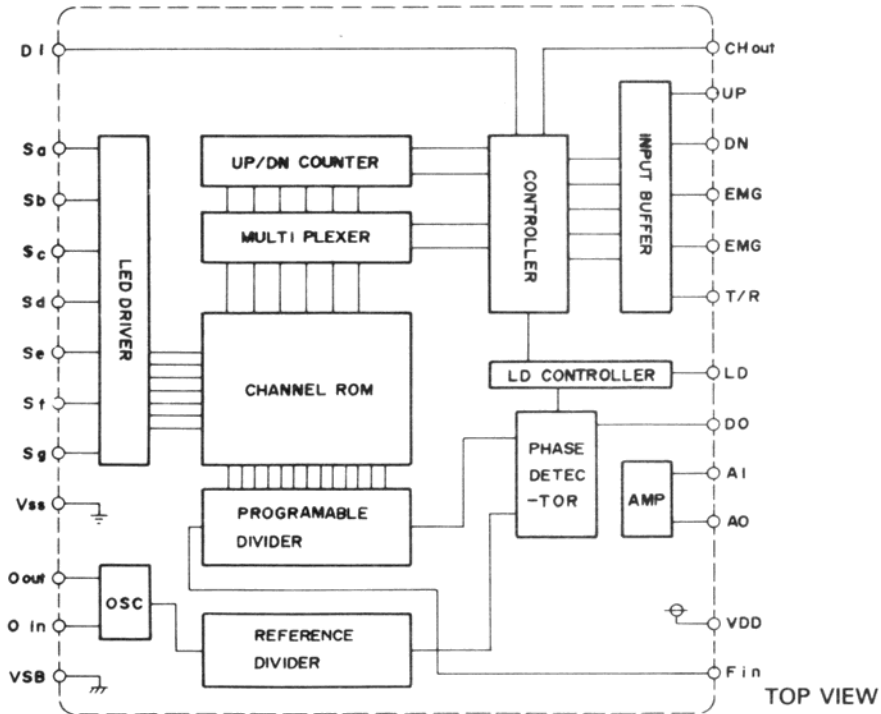 DI
CHout
UP
Sa
UP/DN COUNTER
DN
Sb
CONTROLLER
INPUT BUFFER
EMG
MULTI PLEXER
Sc
LED DRIVER
EMG
Sd
T/R
Se
LD CONTROLLER
LD
CHANNEL ROM
Sf
DO
PHASE
DETEC
-TOR
Sg
AI
AMP
Vss
PROGRAMABLE
DIVIDER
AO
Oout
OSC
O In
REFERENCE
DIVIDER
VDD
VSB
Fin
TOP VIEW